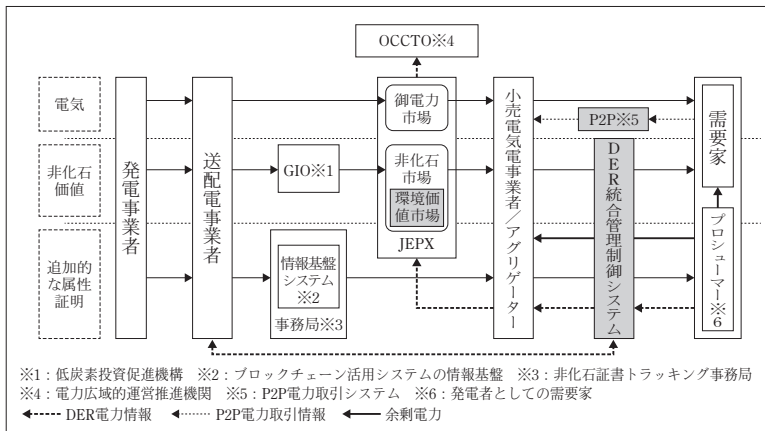 OCCTO※4
電気
非化石
価値
追加的
な属性
証明
発電事業者
送配電事業者
GIO※1
情報基盤
システム
※2
事務局※3
御電力
市場
非化石
市場
環境価
値市場
JEPX
小売電気電事業者/アグリゲーター
P2P※5
DER統合管理制御システム
需要家
プロシューマー※6
※1:低炭素投資促進機構 ※2:ブロックチェーン活用システムの情報基盤 ※3:非化石証書トラッキング事務局
※4:電力広域的運営推進機関 ※5:P2P電力取引システム ※6:発電者としての需要家
DER電力情報 P2P電力取引情報 余剰電力